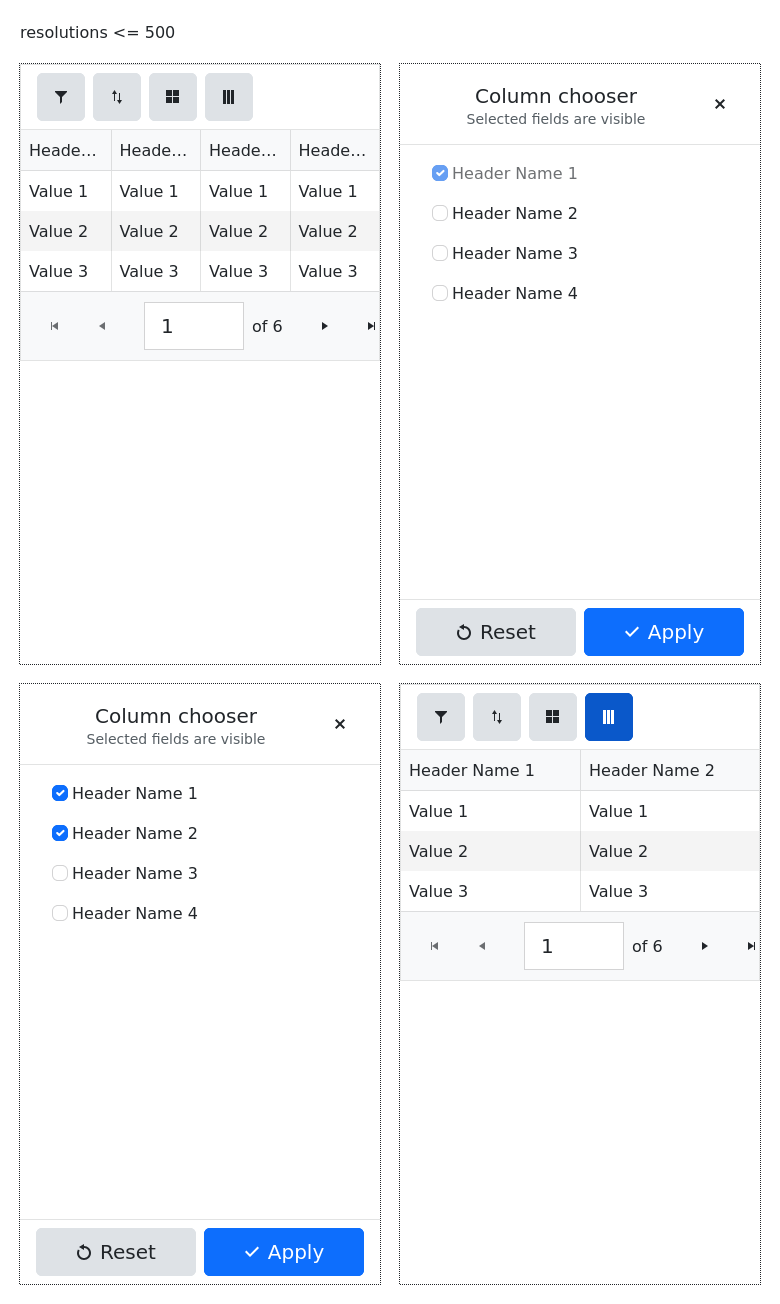 resolutions <= 500
Heade... Heade... Heade... Heade...
Value 1 Value 1 Value 1 Value 1
Value 2 Value 2 Value 2 Value 2
Value 3 Value 3 Value 3 Value 3
1 of 6
Column chooser
Selected fields are visible
Header Name 1
Header Name 2
Header Name 3
Header Name 4
Reset Apply
Column chooser
Selected fields are visible
Header Name 1
Header Name 2
Header Name 3
Header Name 4
Reset Apply
Header Name 1 Header Name 2
Value 1 Value 1
Value 2 Value 2
Value 3 Value 3
1 of 6